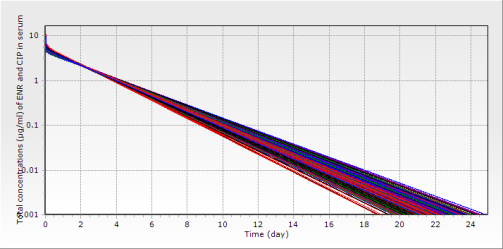 Total concentrations (µg/ml) of ENR and CIP in serum
10
1
0.1
0.01
0.001
0 2 4 6 8 10 12 14 16 18 20 22 24
Time (day)